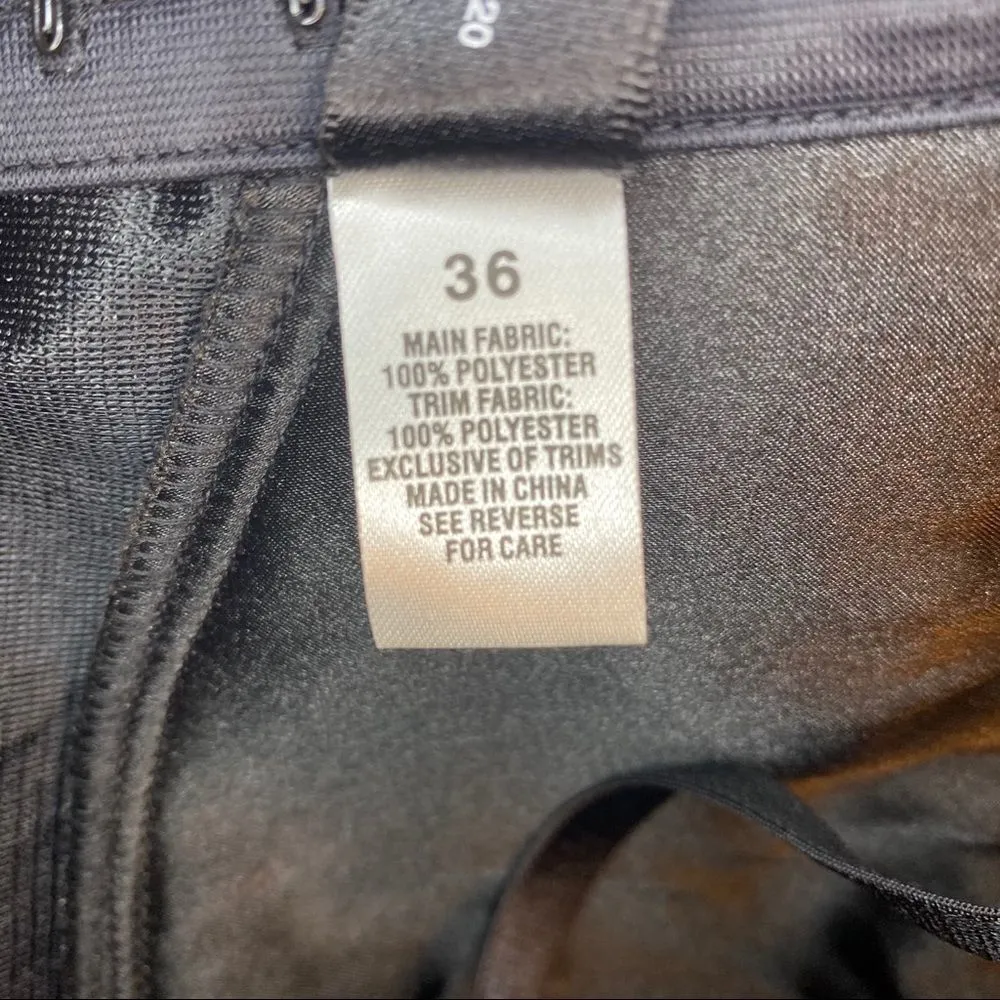 20
36
MAIN FABRIC:
100% POLYESTER
TRIM FABRIC:
100% POLYESTER
EXCLUSIVE OF TRIMS
MADE IN CHINA
SEE REVERSE
FOR CARE